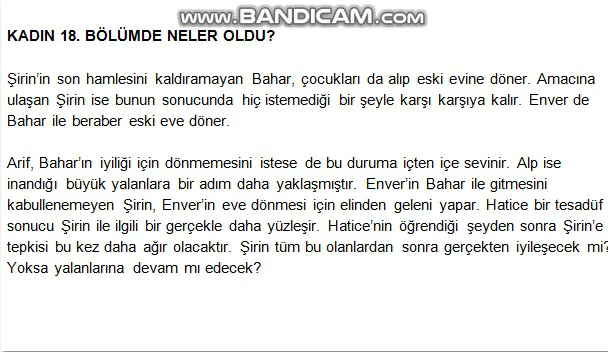 www.BANDICAM.com
KADIN 18. BÖLÜMDE NELER OLDU?
Şirin'in son hamlesini kaldıramayan Bahar, çocukları da alıp eski evine döner. Amacına
ulaşan Şirin ise bunun sonucunda hiç istemediği bir şeyle karşı karşıya kalır. Enver de
Bahar ile beraber eski eve döner.
Arif, Bahar'ın iyiliği için dönmemesini istese de bu duruma içten içe sevinir. Alp ise
inandığı büyük yalanlara bir adım daha yaklaşmıştır. Enver'in Bahar ile gitmesini
kabullenemeyen Şirin, Enver'in eve dönmesi için elinden geleni yapar. Hatice bir tesadüf
sonucu Şirin ile ilgili bir gerçekle daha yüzleşir. Hatice'nin öğrendiği şeyden sonra Şirin'e
tepkisi bu kez daha ağır olacaktır. Şirin tüm bu olanlardan sonra gerçekten iyileşecek mi?
Yoksa yalanlarına devam mı edecek?